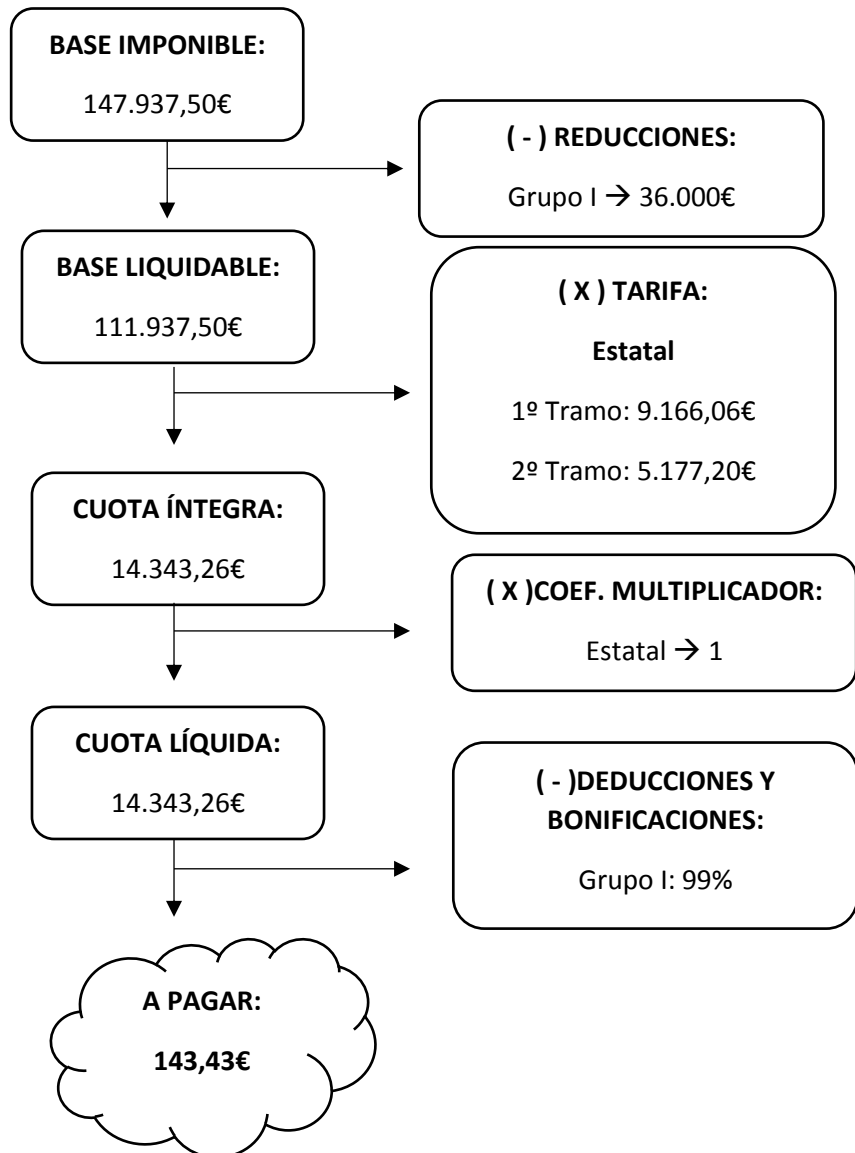 BASE IMPONIBLE:
147.937,50€
( - ) REDUCCIONES:
Grupo I → 36.000€
BASE LIQUIDABLE:
111.937,50€
( X ) TARIFA:
Estatal
1º Tramo: 9.166,06€
2º Tramo: 5.177,20€
CUOTA ÍNTEGRA:
14.343,26€
( X )COEF. MULTIPLICADOR:
Estatal → 1
CUOTA LÍQUIDA:
14.343,26€
( - )DEDUCCIONES Y
BONIFICACIONES:
Grupo I: 99%
A PAGAR:
143,43€